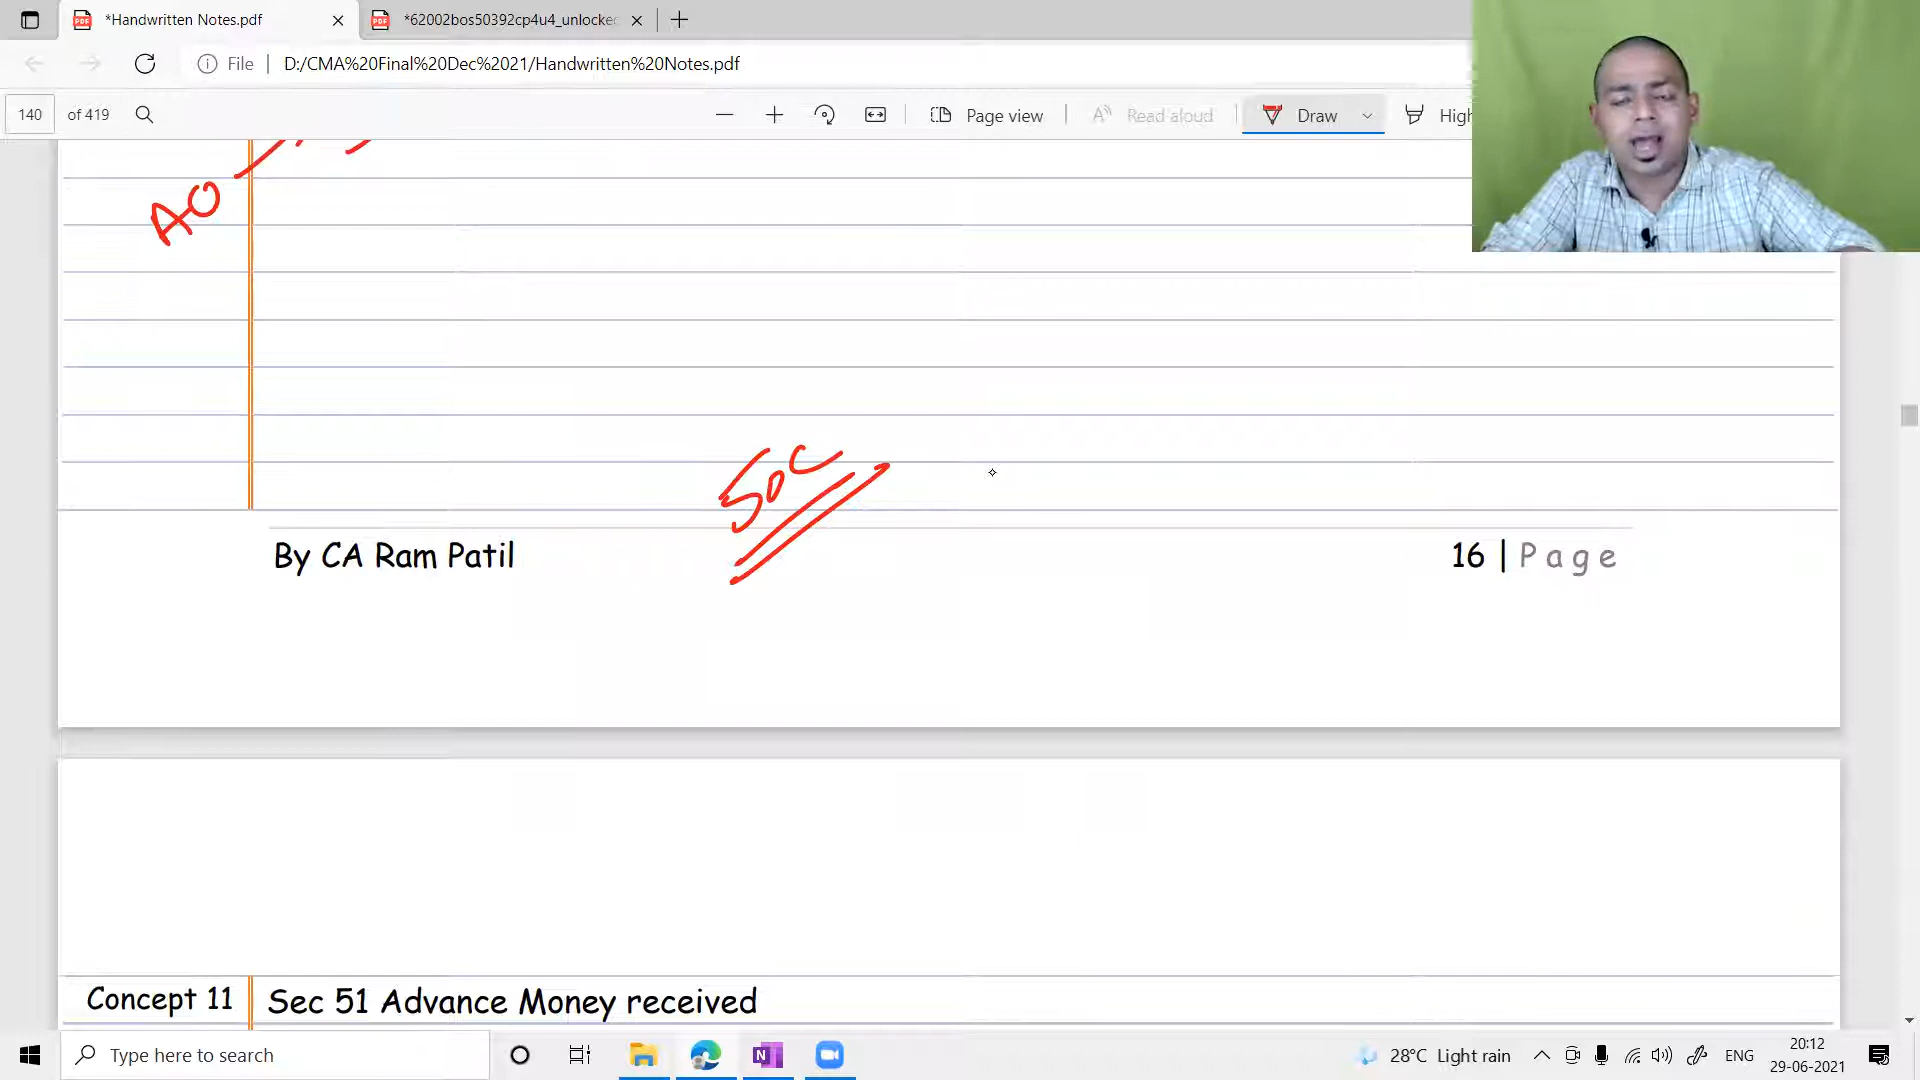 *Handwritten Notes.pdf
*62002bos50392cp4u4_unlocked
File
D:/CMA%20Final%20Dec%2021/Handwritten%20Notes.pdf
140 of 419
Page view
Read aloud
Draw
High
AO
50C
By CA Ram Patil
16 | Page
Concept 11
Sec 51 Advance Money received
Type here to search
28°C Light rain
ENG
20:12
29-06-2021